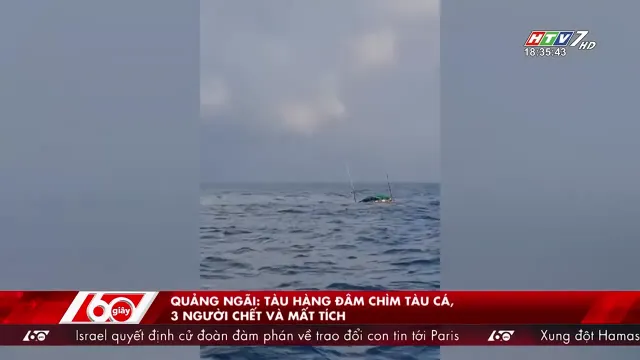 HTV7 HD
18:35:43
60 giây
QUẢNG NGÃI: TÀU HÀNG ĐÂM CHÌM TÀU CÁ,
3 NGƯỜI CHẾT VÀ MẤT TÍCH
60 Israel quyết định cử đoàn đàm phán về trao đổi con tin tới Paris 60 Xung đột Hamas